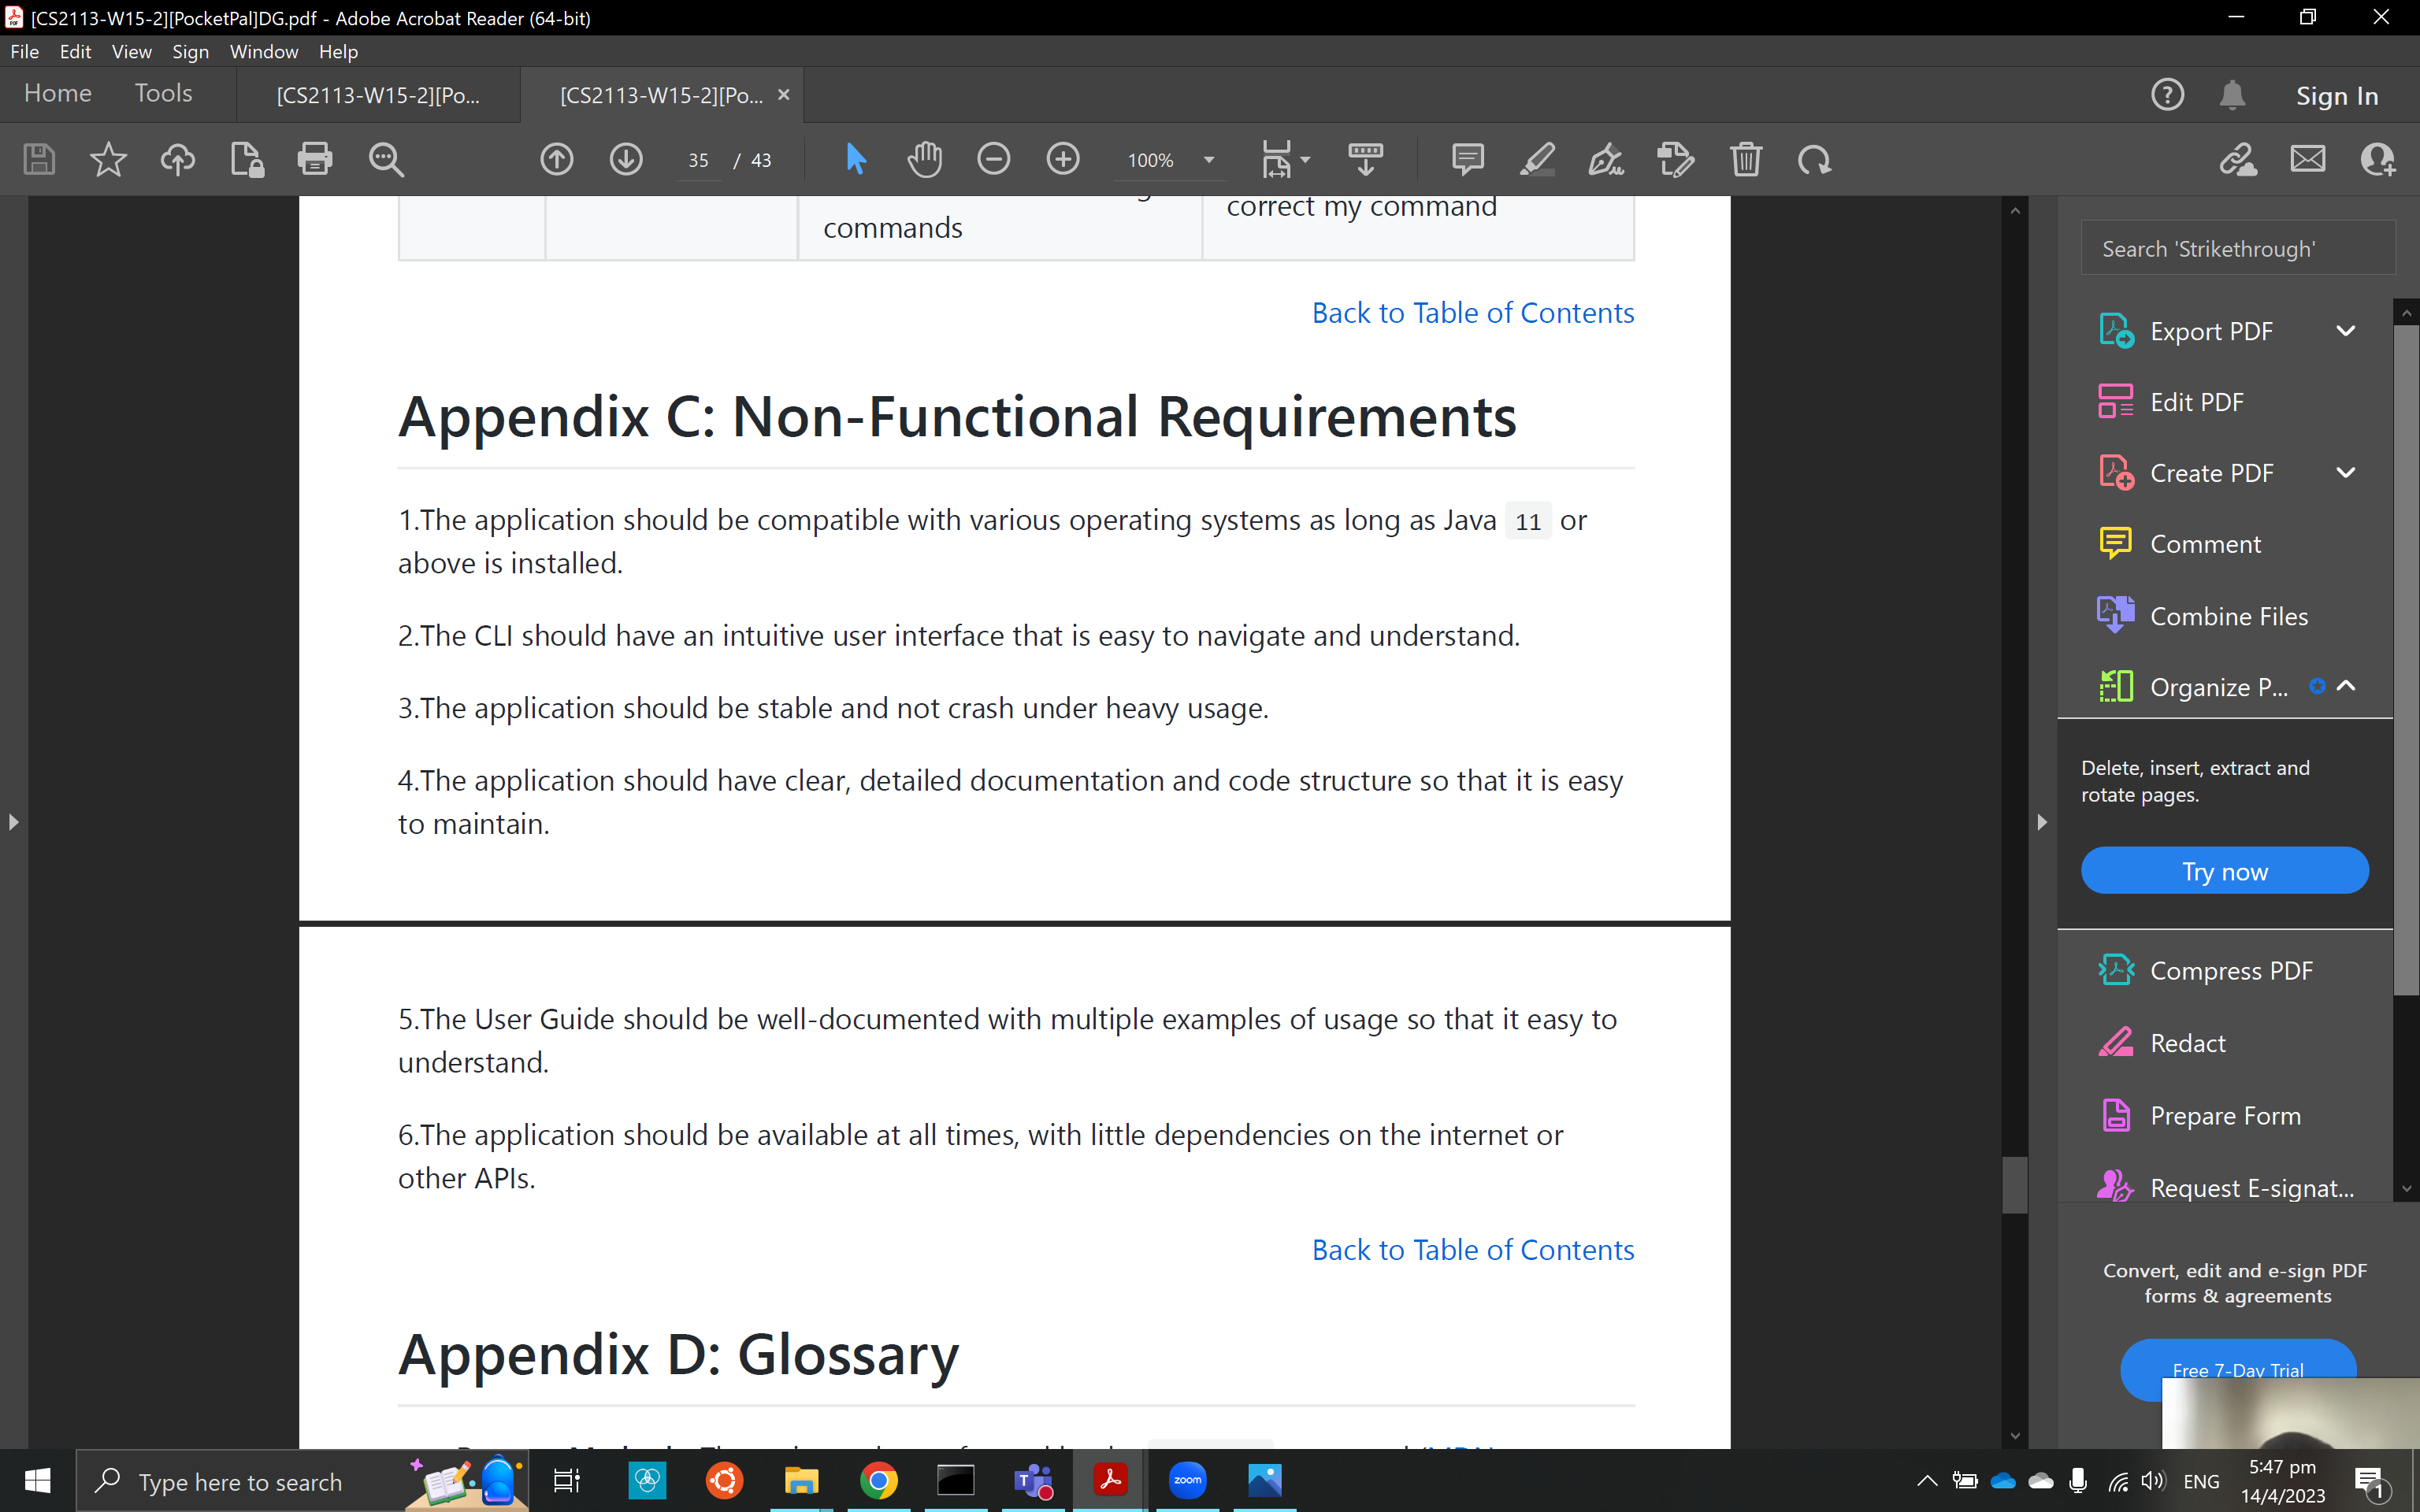 [CS2113-W15-2][PocketPal]DG.pdf - Adobe Acrobat Reader (64-bit)
File Edit View Sign Window Help
Home Tools [CS2113-W15-2][Po... [CS2113-W15-2][Po... × Sign In
35 / 43 100%
commands
correct my command
Back to Table of Contents
Appendix C: Non-Functional Requirements
1.The application should be compatible with various operating systems as long as Java 11 or
above is installed.
2.The CLI should have an intuitive user interface that is easy to navigate and understand.
3.The application should be stable and not crash under heavy usage.
4.The application should have clear, detailed documentation and code structure so that it is easy
to maintain.
5.The User Guide should be well-documented with multiple examples of usage so that it easy to
understand.
6.The application should be available at all times, with little dependencies on the internet or
other APIs.
Back to Table of Contents
Appendix D: Glossary
Search 'Strikethrough'
Export PDF
Edit PDF
Create PDF
Comment
Combine Files
Organize P...
Delete, insert, extract and
rotate pages.
Try now
Compress PDF
Redact
Prepare Form
Request E-signat...
Convert, edit and e-sign PDF
forms & agreements
Free 7-Day Trial
Type here to search
zoom
ENG
5:47 pm
14/4/2023
1